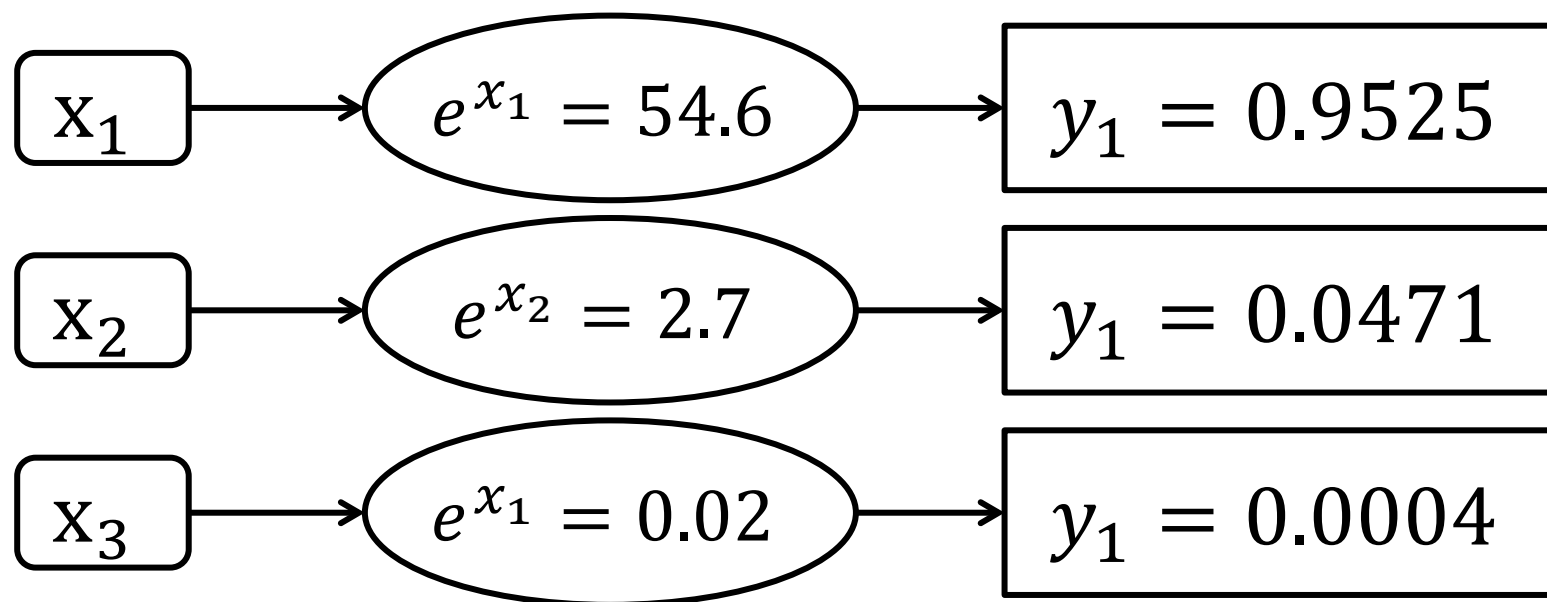 x₁ e^{x₁} = 54.6 y₁ = 0.9525
x₂ e^{x₂} = 2.7 y₁ = 0.0471
x₃ e^{x₁} = 0.02 y₁ = 0.0004